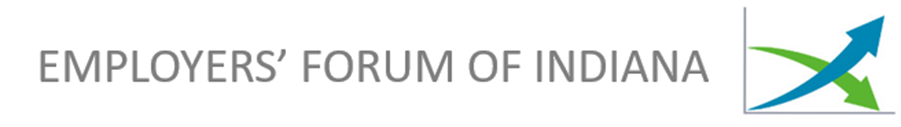 EMPLOYERS’ FORUM OF INDIANA